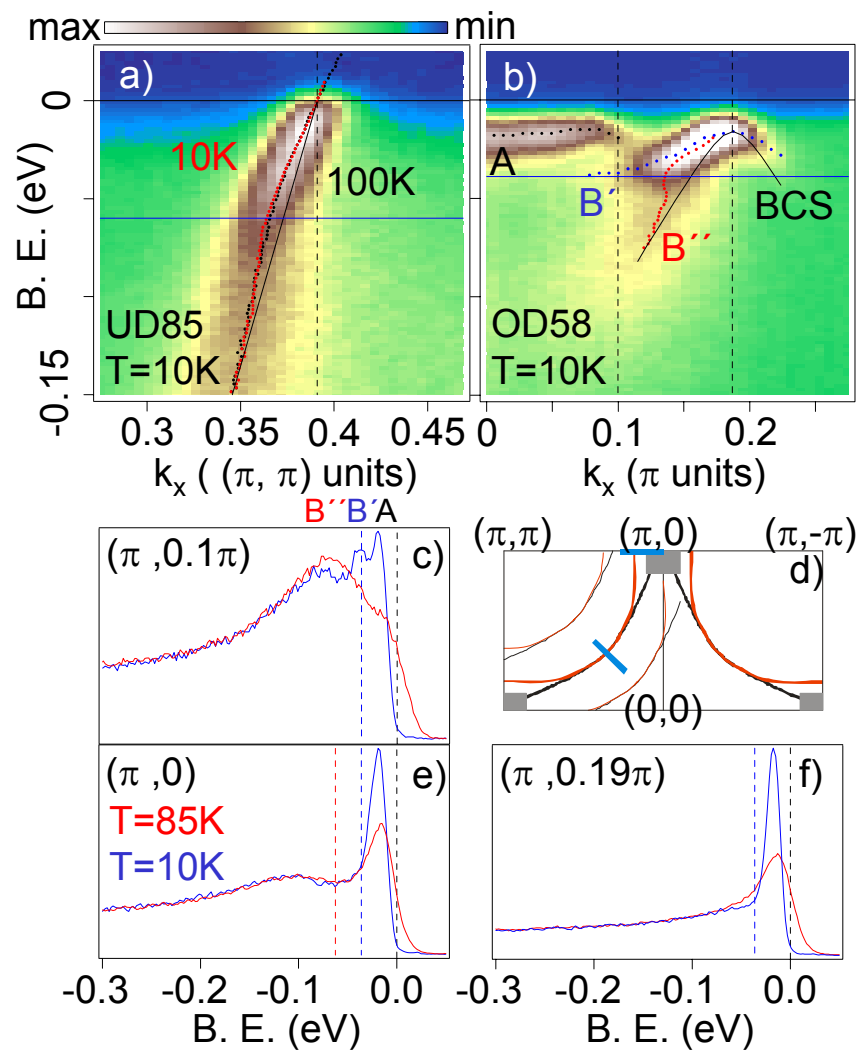 max min
a)
b)
0
10K
100K
A
B´
B´´
BCS
B. E. (eV)
-0.15
UD85
T=10K
OD58
T=10K
0.3 0.35 0.4 0.45
0 0.1 0.2
kx ( (π, π) units)
kx (π units)
B´´ B´ A
(π ,0.1π)
c)
(π,π) (π,0) (π,-π)
d)
(0,0)
(π ,0)
e)
T=85K
T=10K
(π ,0.19π)
f)
-0.3 -0.2 -0.1 0.0
-0.3 -0.2 -0.1 0.0
B. E. (eV)
B. E. (eV)